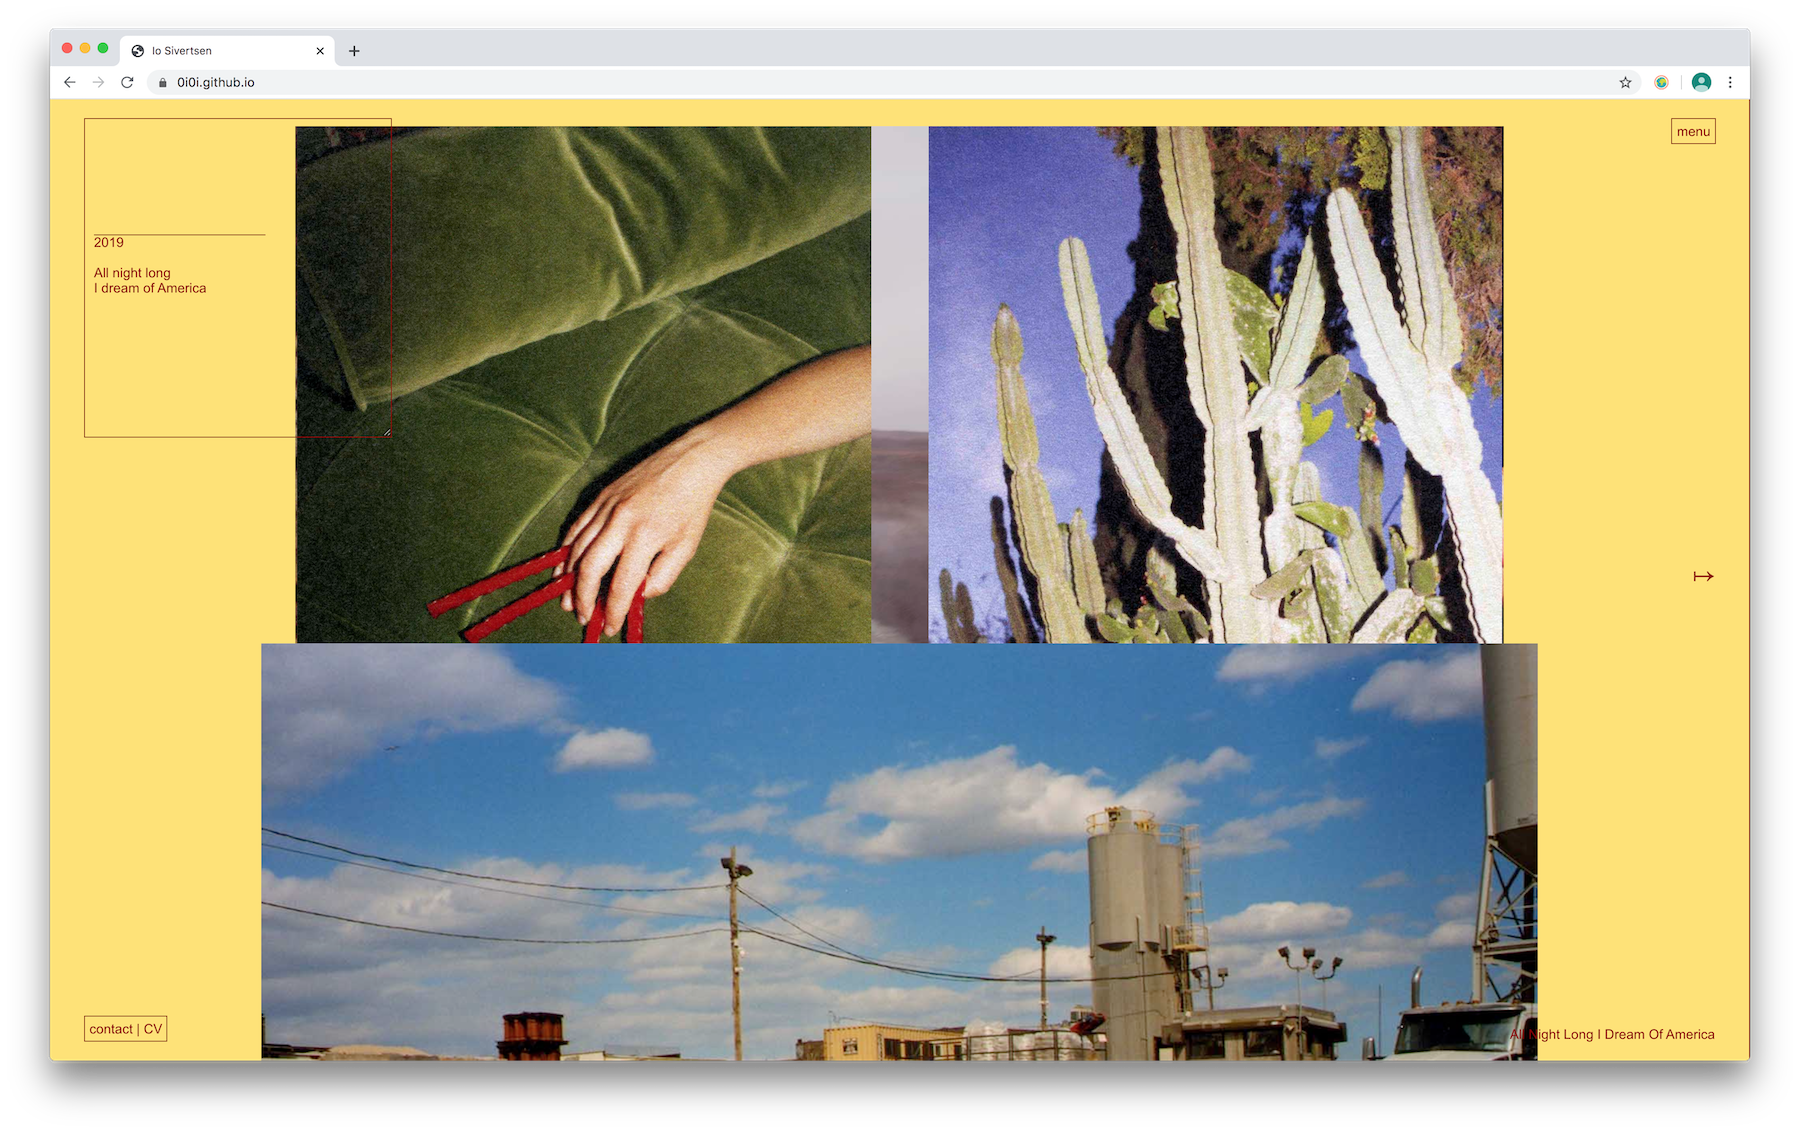 Io Sivertsen
0i0i.github.io
menu
2019
All night long
I dream of America
contact | CV
All Night Long I Dream Of America